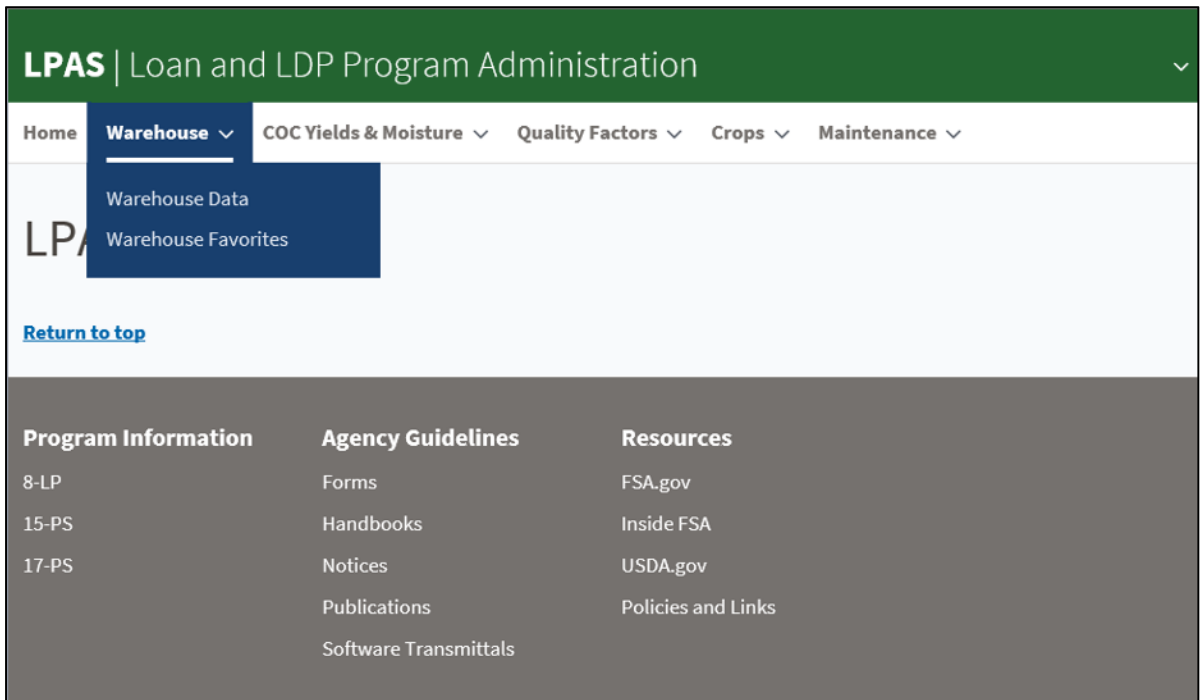 LPAS | Loan and LDP Program Administration
Home Warehouse COC Yields & Moisture Quality Factors Crops Maintenance
Warehouse Data
LPA
Warehouse Favorites
Return to top
Program Information Agency Guidelines Resources
8-LP Forms FSA.gov
15-PS Handbooks Inside FSA
17-PS Notices USDA.gov
Publications Policies and Links
Software Transmittals